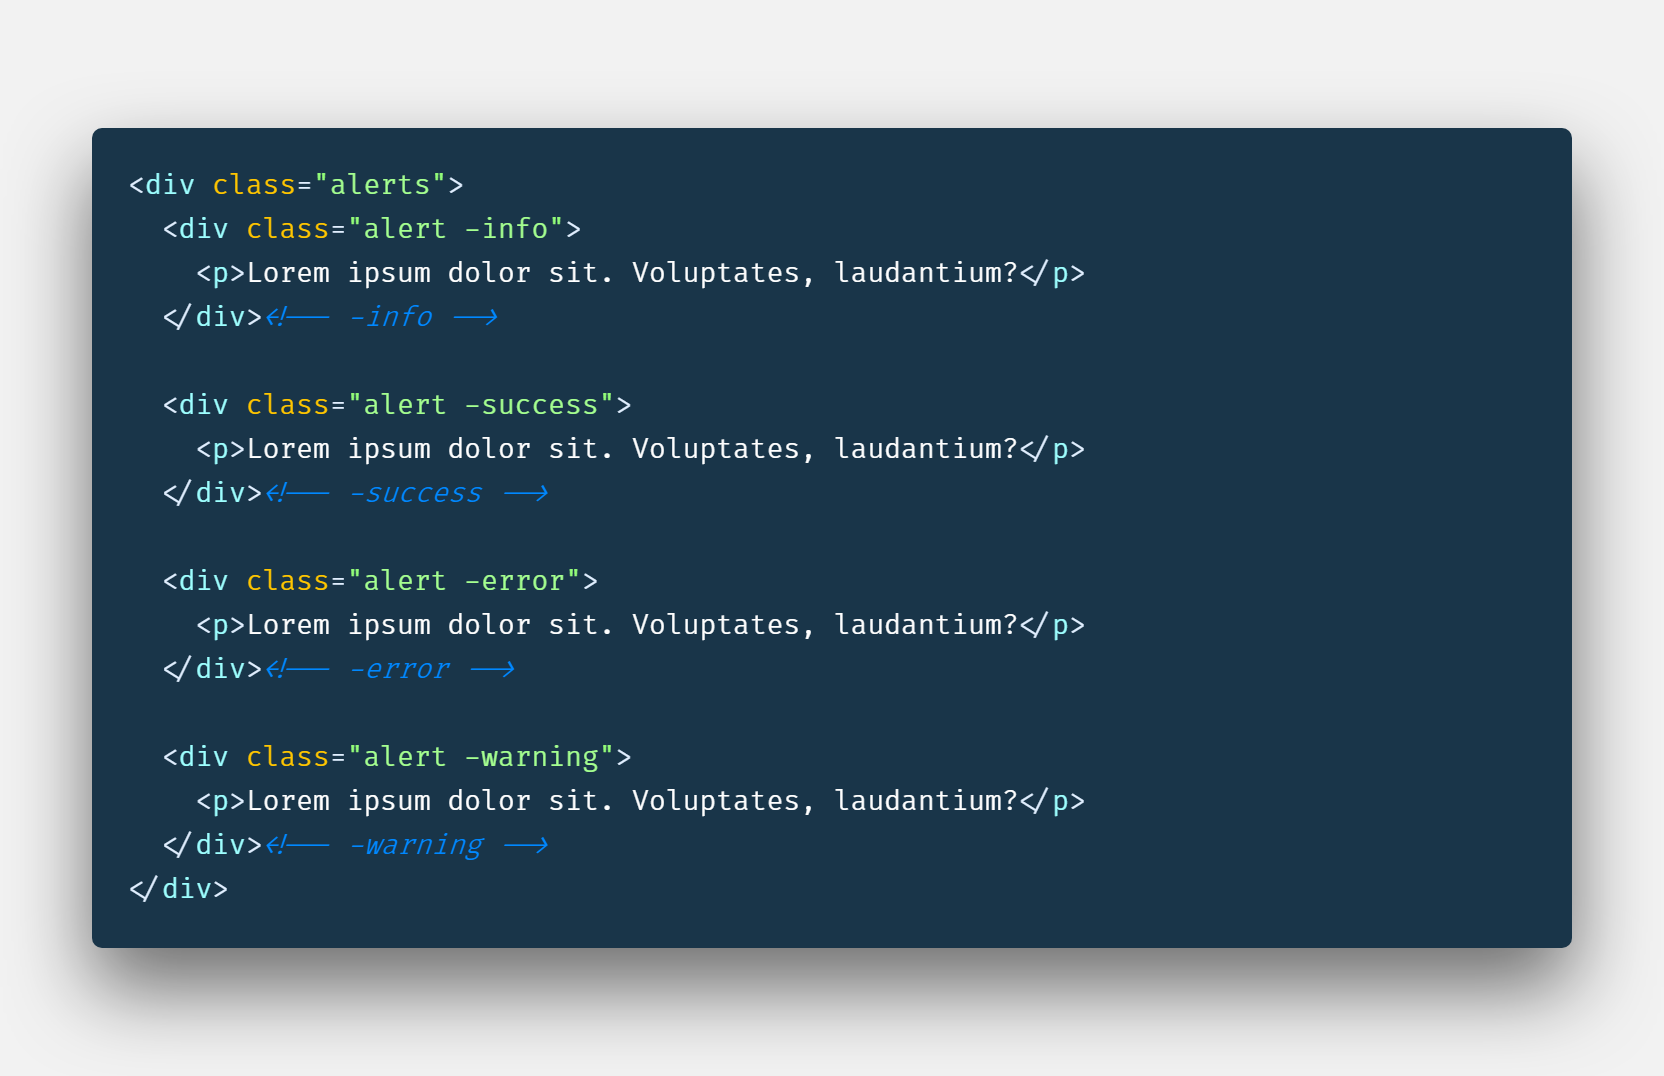 <div class="alerts">
  <div class="alert -info">
    <p>Lorem ipsum dolor sit. Voluptates, laudantium?</p>
  </div><!-- -info -->

  <div class="alert -success">
    <p>Lorem ipsum dolor sit. Voluptates, laudantium?</p>
  </div><!-- -success -->

  <div class="alert -error">
    <p>Lorem ipsum dolor sit. Voluptates, laudantium?</p>
  </div><!-- -error -->

  <div class="alert -warning">
    <p>Lorem ipsum dolor sit. Voluptates, laudantium?</p>
  </div><!-- -warning -->
</div>